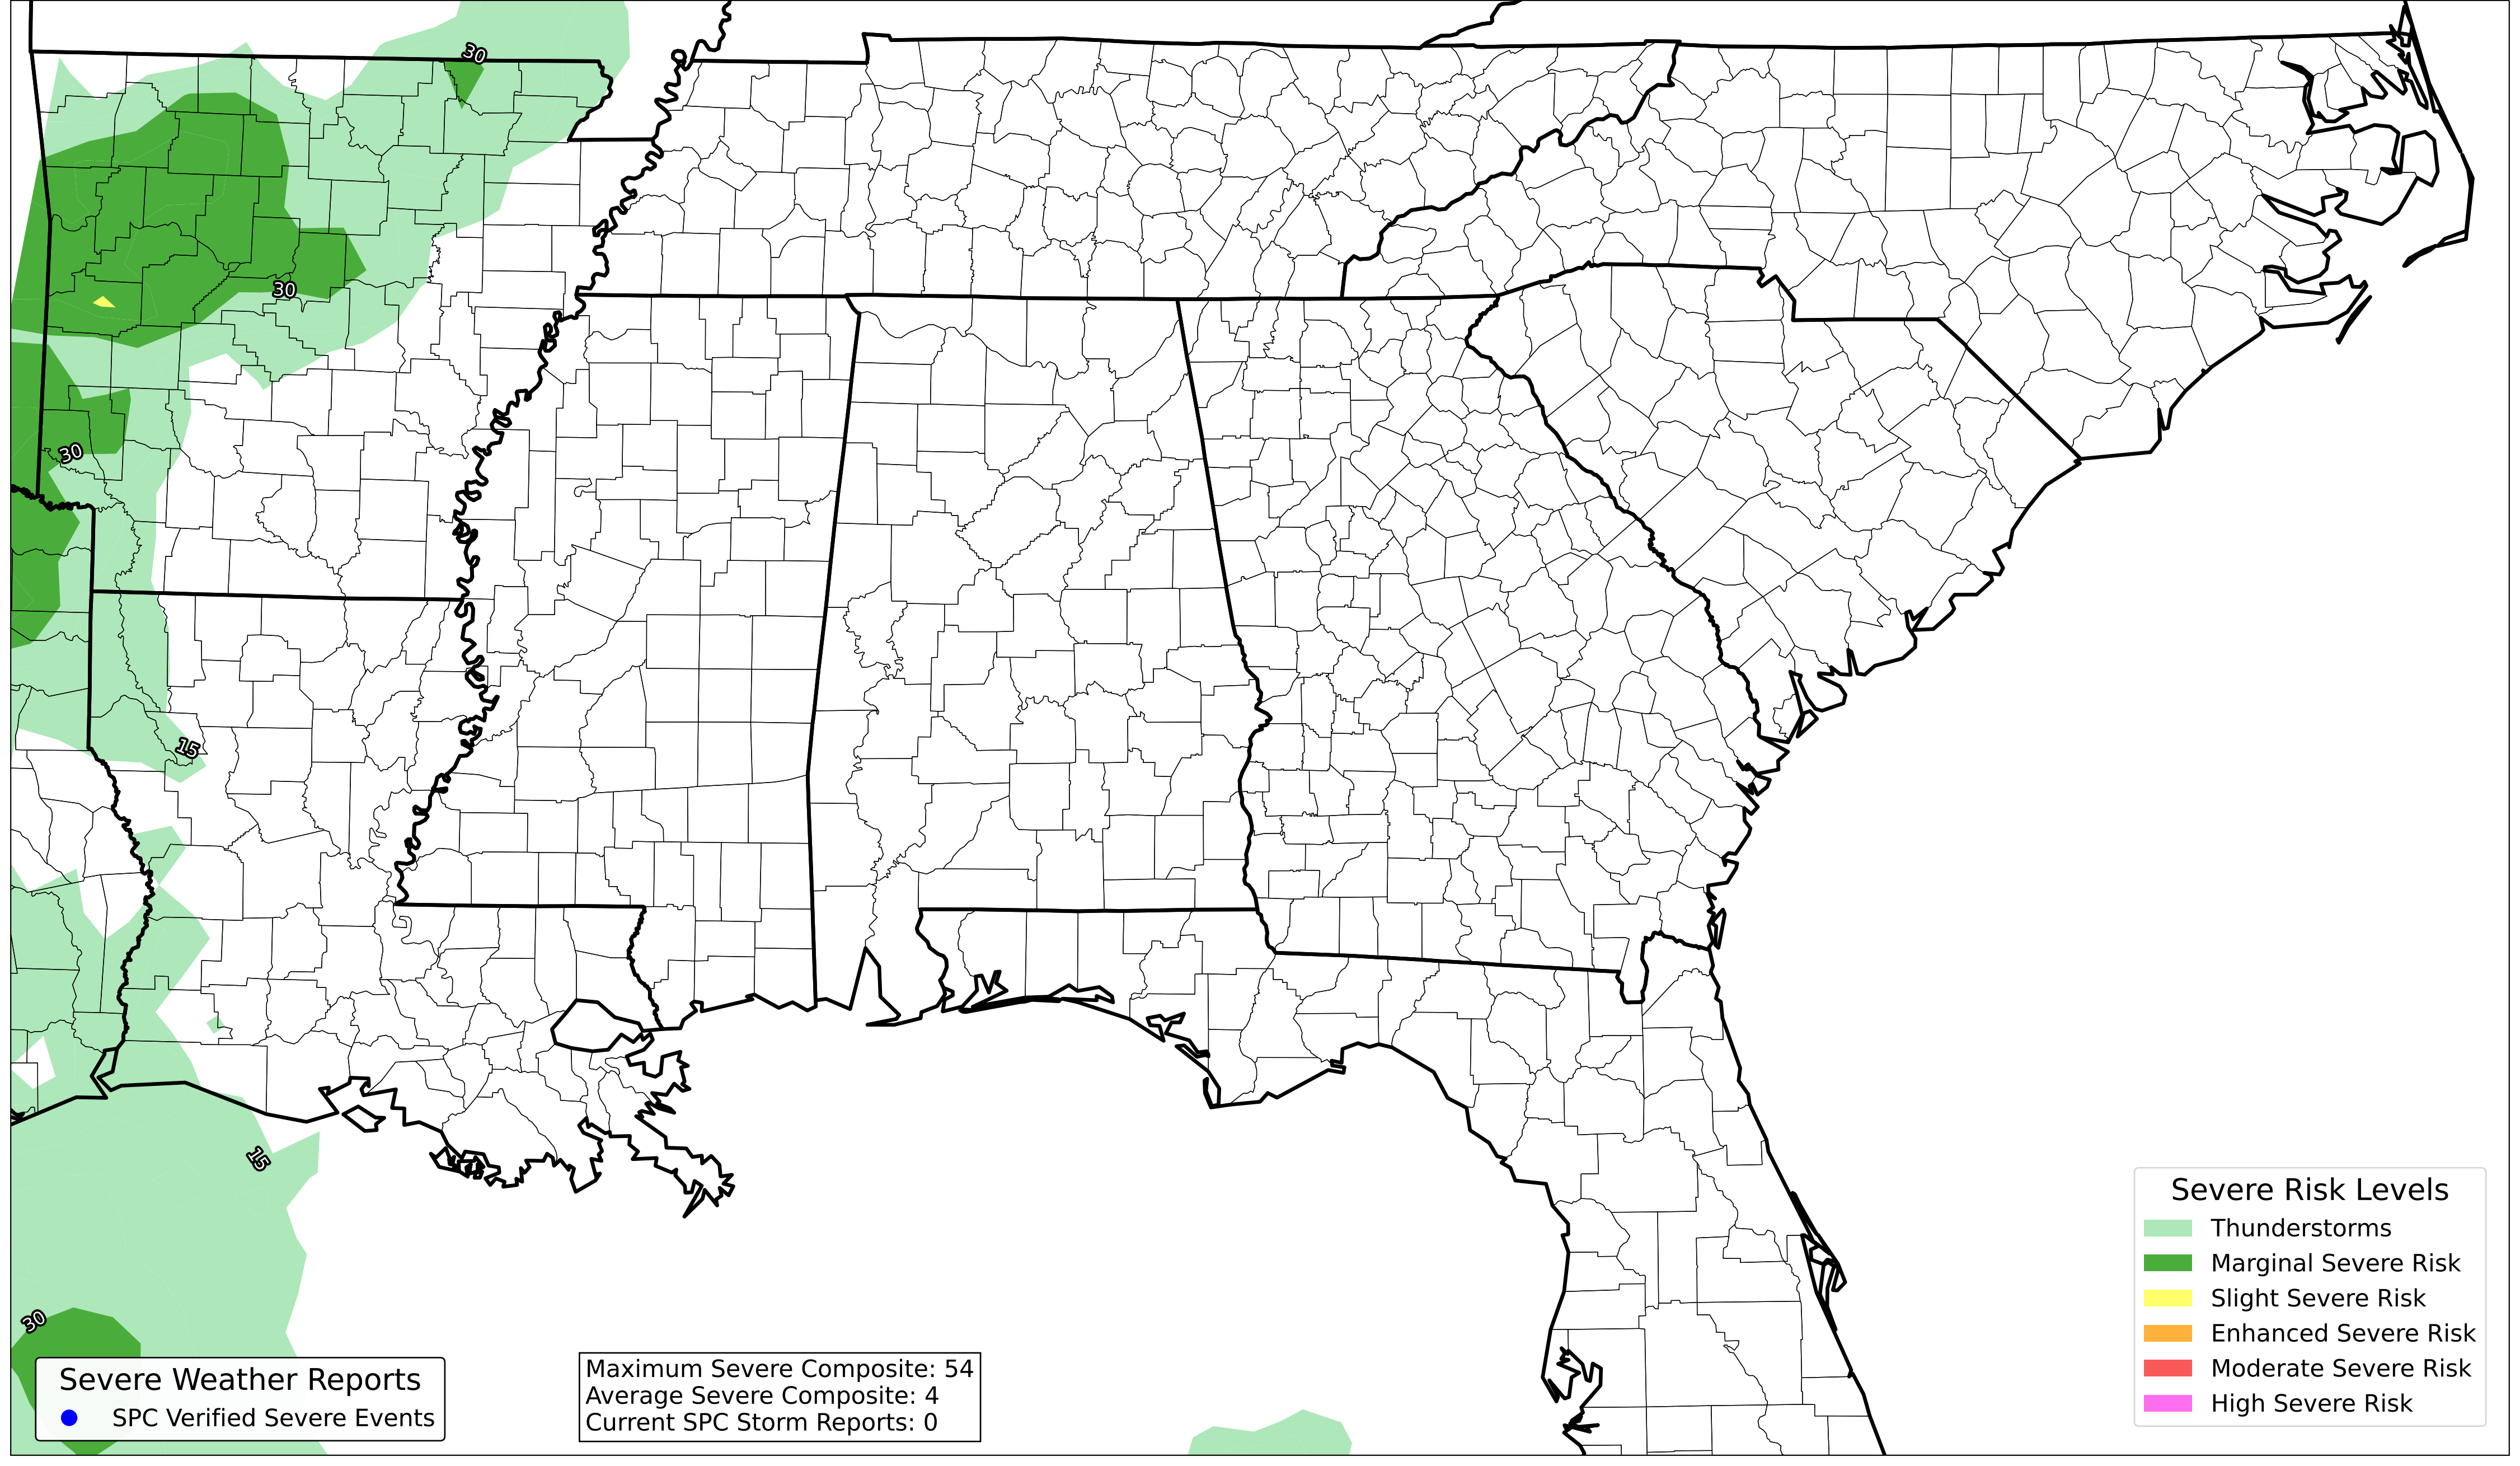 30
30
30
15
15
30
Severe Weather Reports
SPC Verified Severe Events
Maximum Severe Composite: 54
Average Severe Composite: 4
Current SPC Storm Reports: 0
Severe Risk Levels
Thunderstorms
Marginal Severe Risk
Slight Severe Risk
Enhanced Severe Risk
Moderate Severe Risk
High Severe Risk